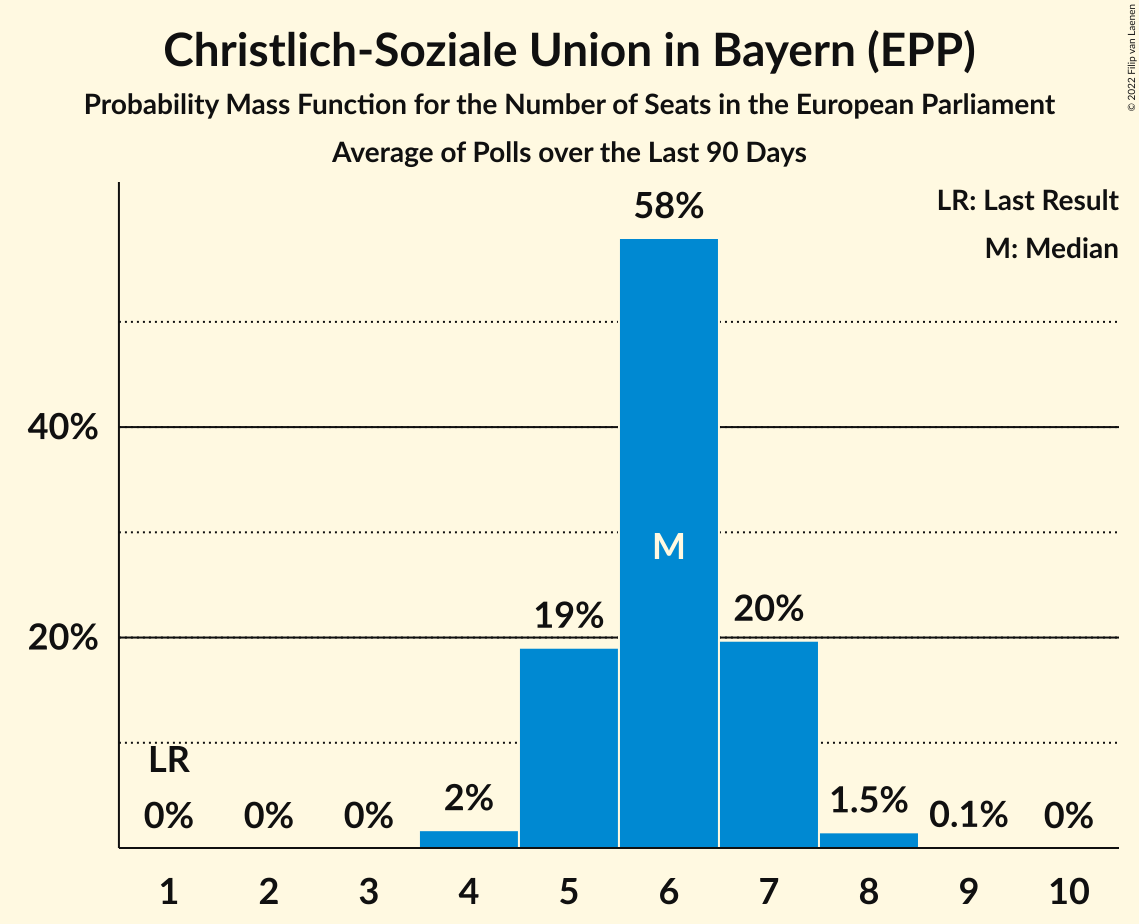 Christlich-Soziale Union in Bayern (EPP)
Probability Mass Function for the Number of Seats in the European Parliament
Average of Polls over the Last 90 Days
© 2022 Filip van Laenen
LR: Last Result
M: Median
58%
40%
M
19%
20%
20%
LR
0%
0%
0%
2%
1.5%
0.1%
0%
1 2 3 4 5 6 7 8 9 10